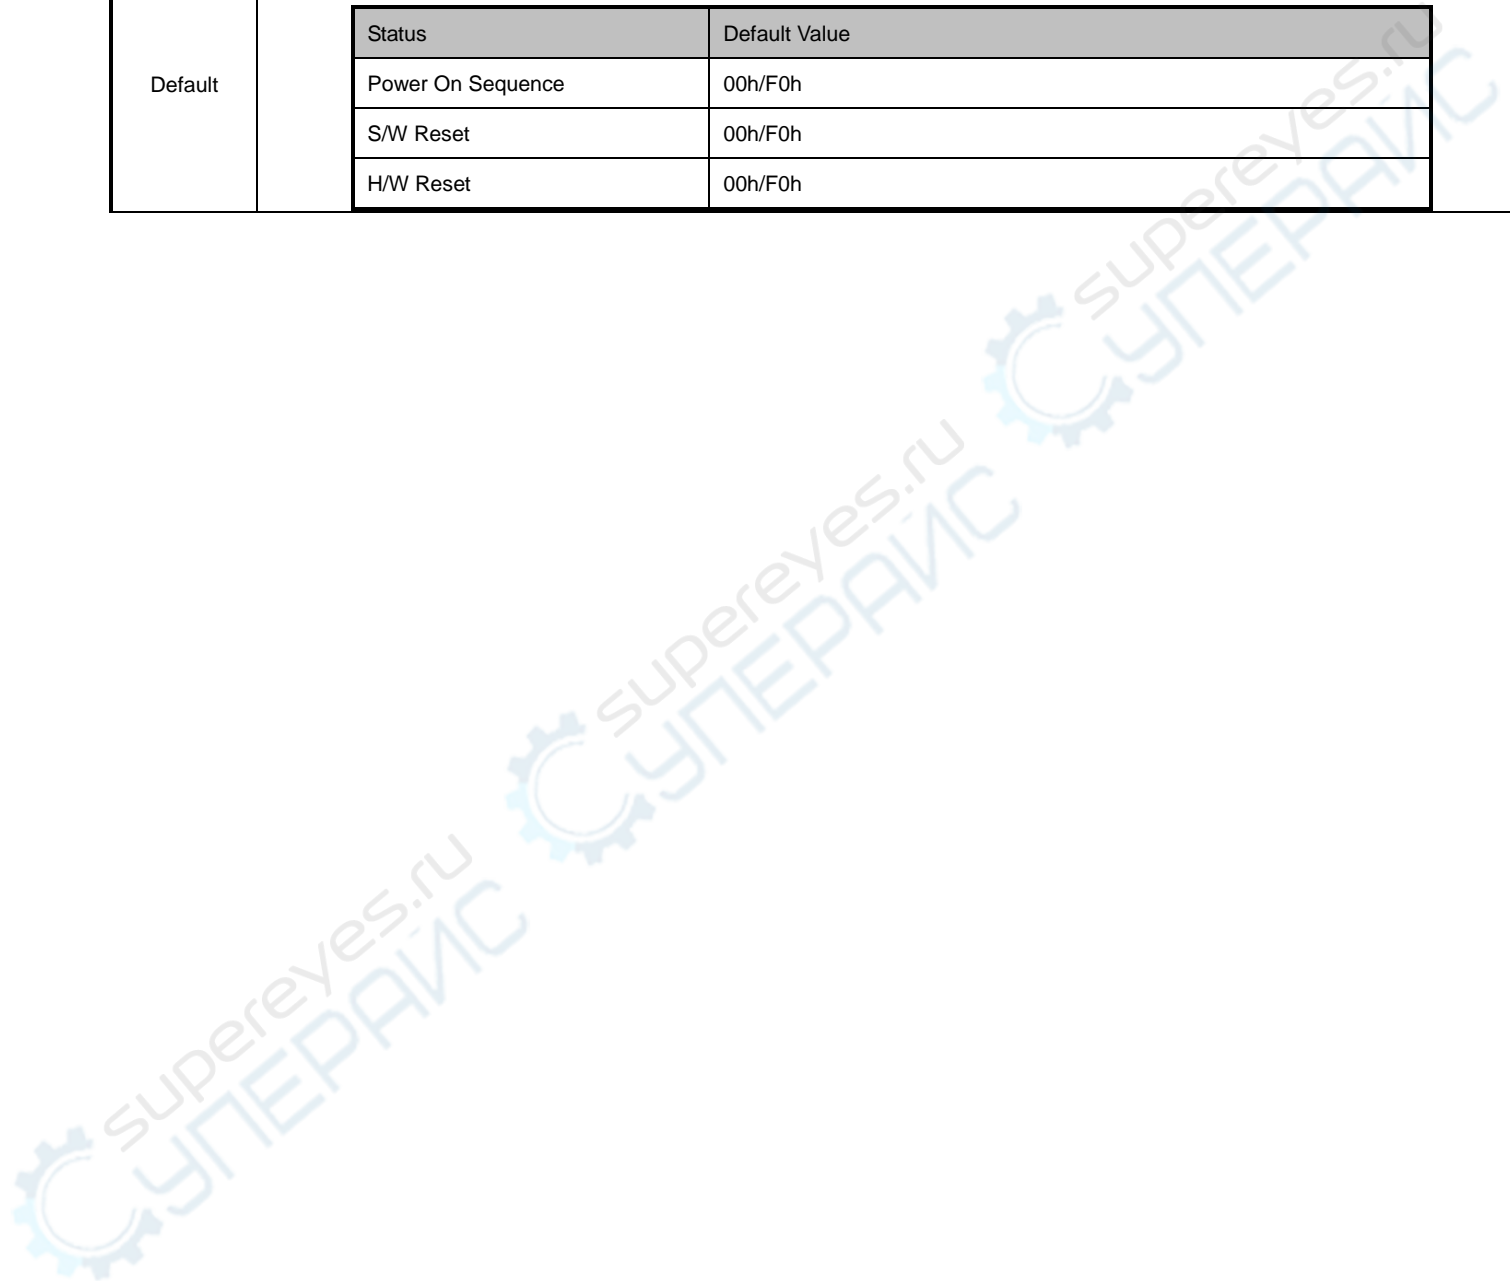 Default
Status Default Value
Power On Sequence 00h/F0h
S/W Reset 00h/F0h
H/W Reset 00h/F0h
supereyes.ru
СУПЕРАЙС
supereyes.ru
СУПЕРАЙС
supereyes.ru
СУПЕРАЙС